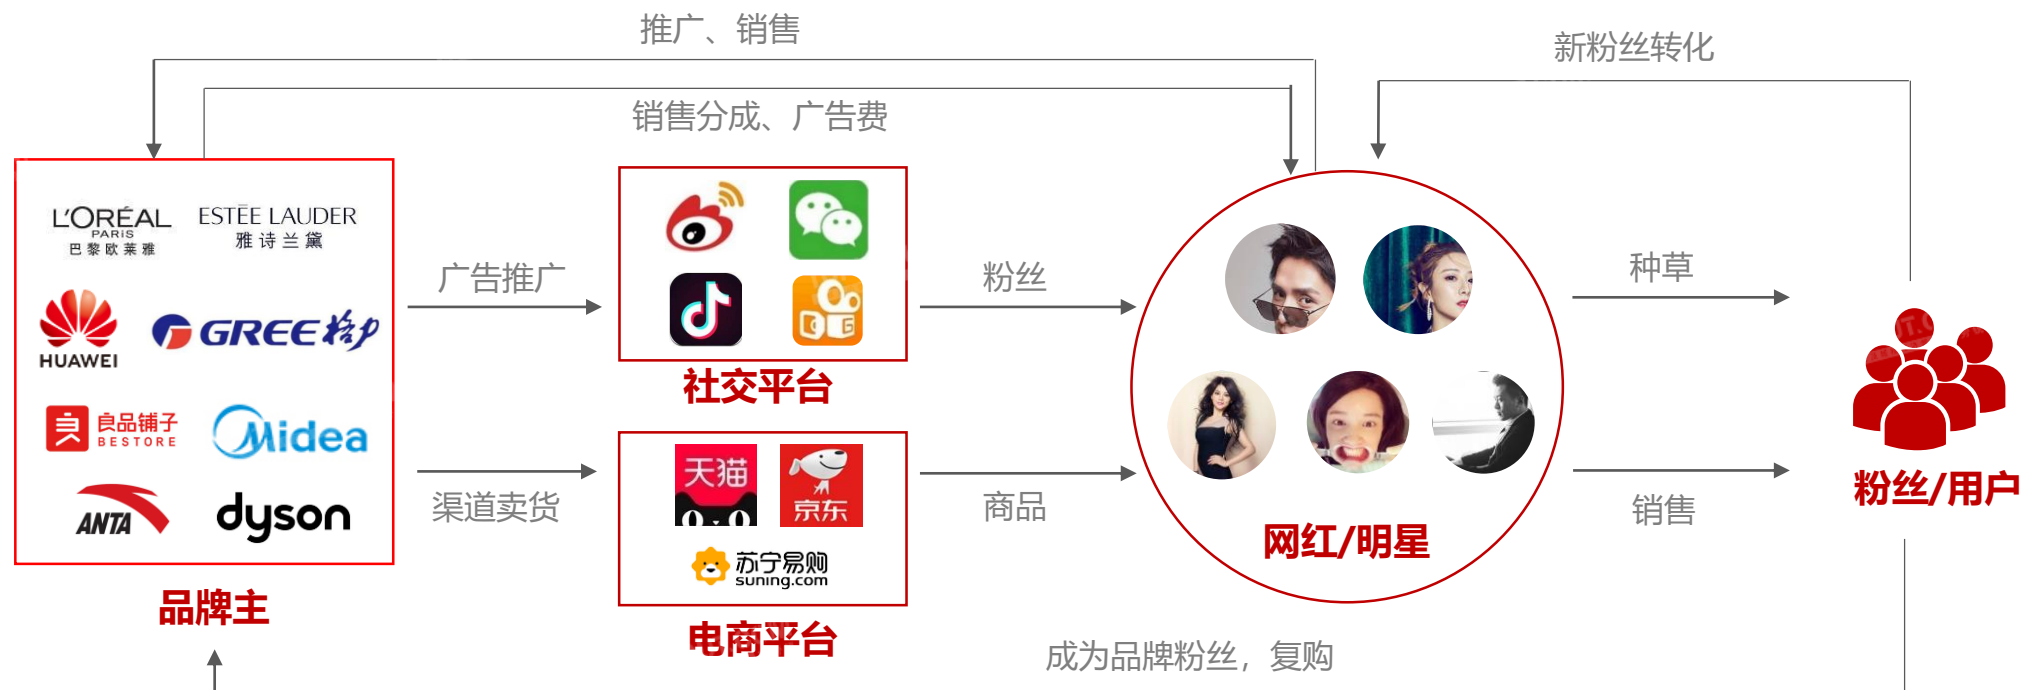 推广、销售
新粉丝转化
销售分成、广告费
L'ORÉAL
PARIS
巴黎欧莱雅
ESTĒE LAUDER
雅诗兰黛
广告推广
粉丝
种草
HUAWEI
GREE格力
社交平台
良品铺子
BESTORE
Midea
天猫
京东
渠道卖货
商品
销售
粉丝/用户
ANTA
dyson
网红/明星
苏宁易购
suning.com
品牌主
电商平台
成为品牌粉丝，复购